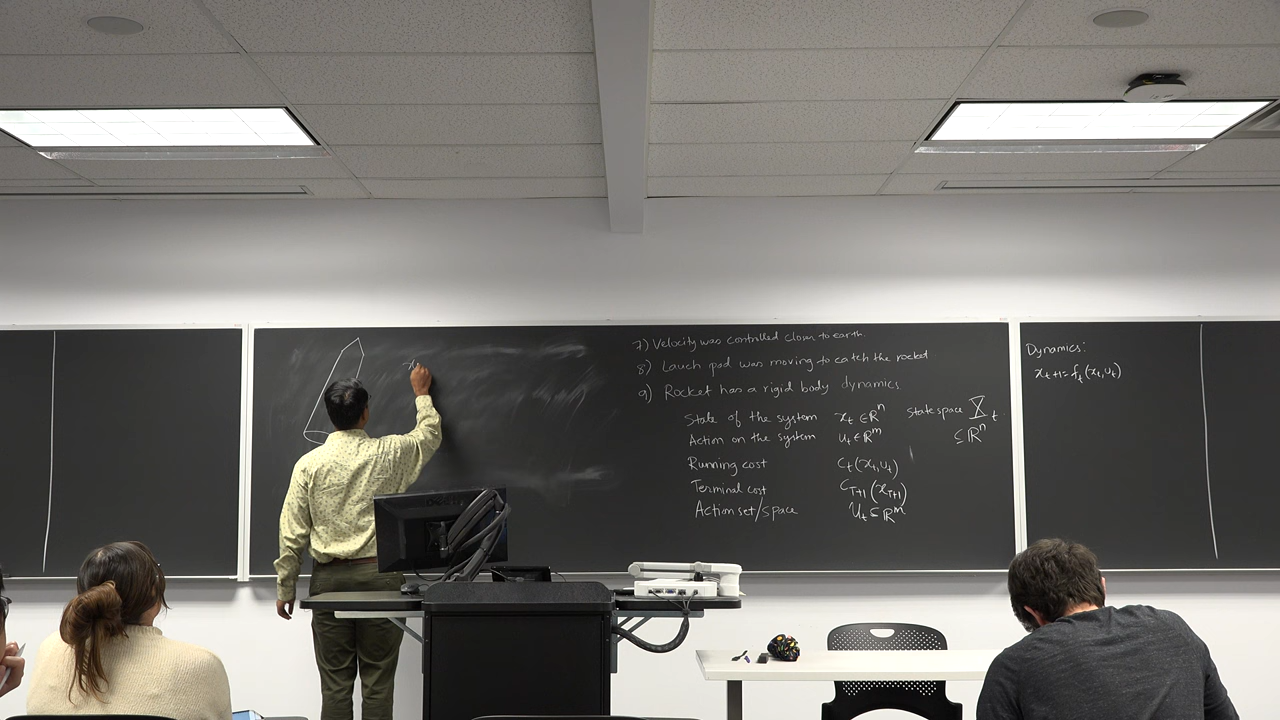 x
7) Velocity was controlled closer to earth.
8) Lauch pad was moving to catch the rocket
9) Rocket has a rigid body dynamics
State of the system x_t ∈ ℝ^n State space 𝕏_t
Action on the system u_t ∈ ℝ^m ⊆ ℝ^n
Running cost C_t(x_t, u_t)
Terminal cost C_{T+1}(x_{T+1})
Action set/space U_t ⊆ ℝ^m
Dynamics:
x_{t+1} = f_t(x_t, u_t)